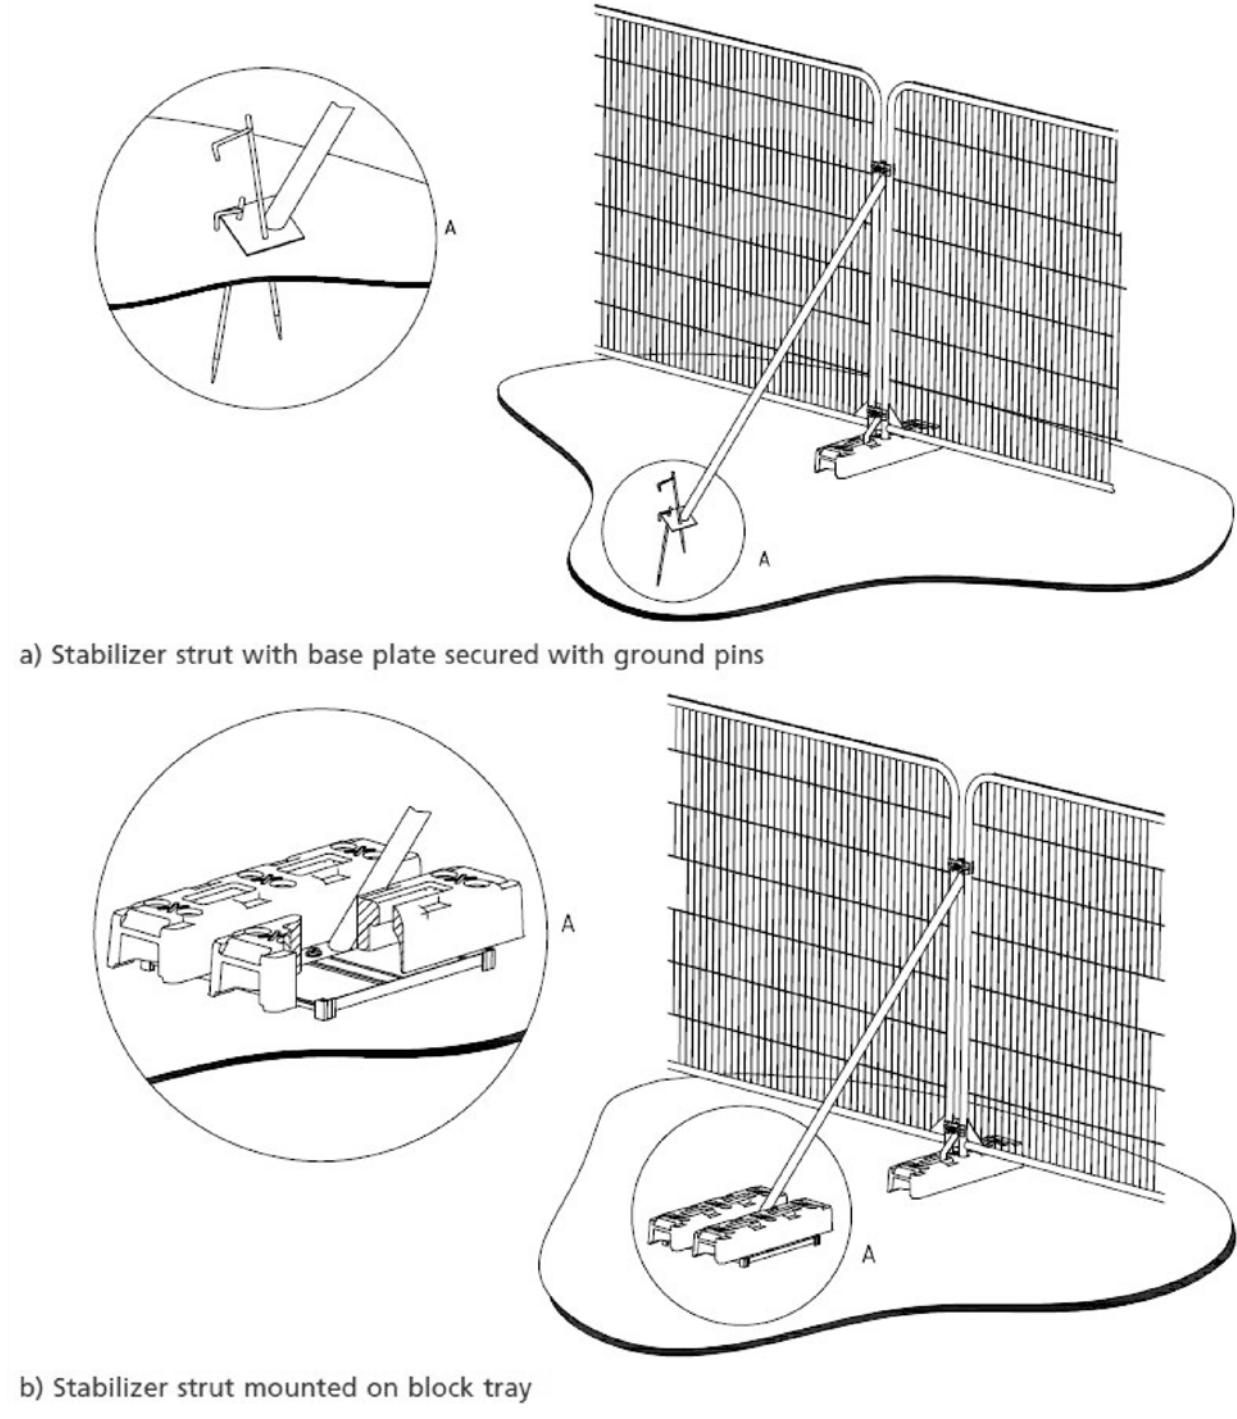 A
A
a) Stabilizer strut with base plate secured with ground pins
A
A
b) Stabilizer strut mounted on block tray